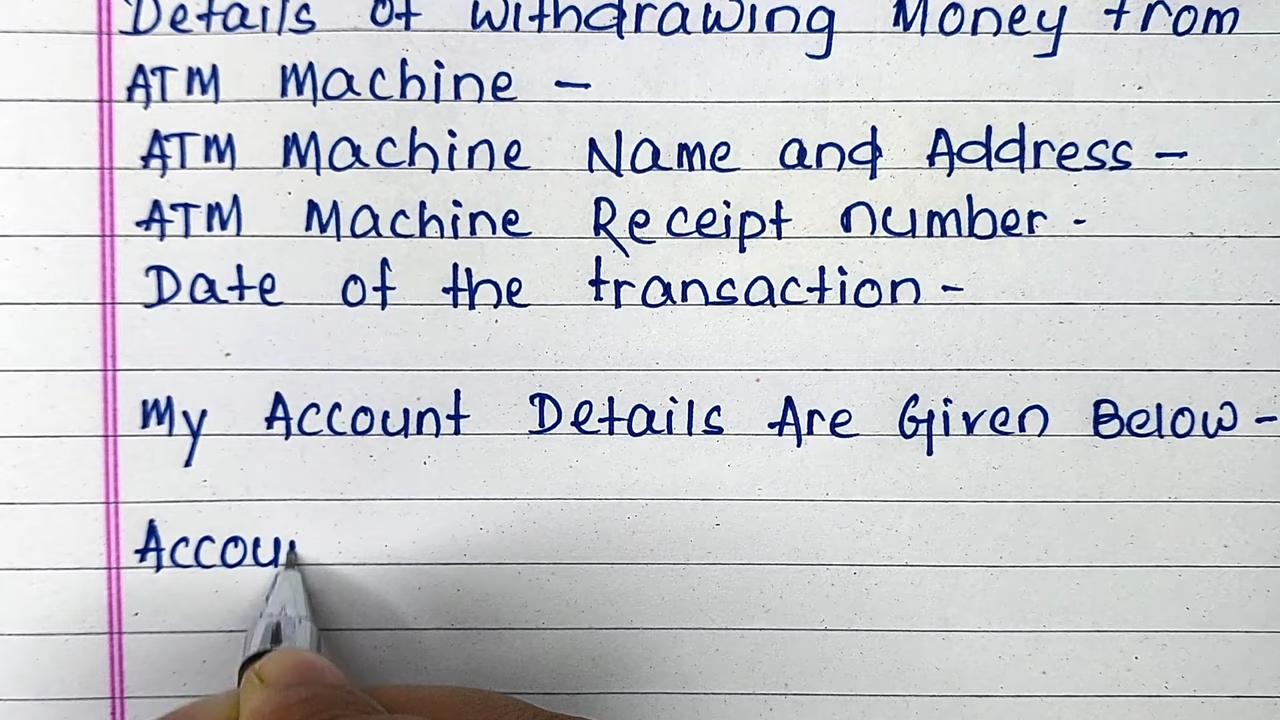 Details of Withdrawing Money from
ATM Machine -
ATM Machine Name and Address -
ATM Machine Receipt number -
Date of the transaction -
My Account Details Are Given Below -
Accou